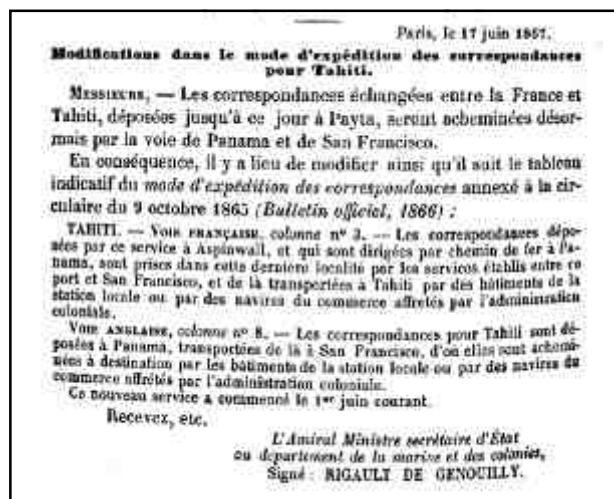 Paris, le 17 juin 1867.
Modifications dans le mode d'expédition des correspondances
pour Tahiti.
MESSIEURS, — Les correspondances échangées entre la France et
Tahiti, déposées jusqu'à ce jour à Payta, seront acheminées désor-
mais par la voie de Panama et de San Francisco.
En conséquence, il y a lieu de modifier ainsi qu'il suit le tableau
indicatif du mode d'expédition des correspondances annexé à la cir-
culaire du 9 octobre 1865 (Bulletin officiel, 1866) :
TAHITI. — VOIE FRANÇAISE, colonne n° 3. — Les correspondances dépo-
sées par ce service à Aspinwall, et qui sont dirigées par chemin de fer à Pa-
nama, sont prises dans cette dernière localité par les services établis entre ce
port et San Francisco, et de là transportées à Tahiti par des bâtiments de la
station locale ou par des navires du commerce affrétés par l'administration
coloniale.
VOIE ANGLAISE, colonne n° 8. — Les correspondances pour Tahiti sont dé-
posées à Panama, transportées de là à San Francisco, d'où elles sont achemi-
nées à destination par les bâtiments de la station locale ou par des navires du
commerce affrétés par l'administration coloniale.
Ce nouveau service a commencé le 1er juin courant.
Recevez, etc.
L'Amiral Ministre secrétaire d'État
au département de la marine et des colonies,
Signé : RIGAULT DE GENOUILLY.